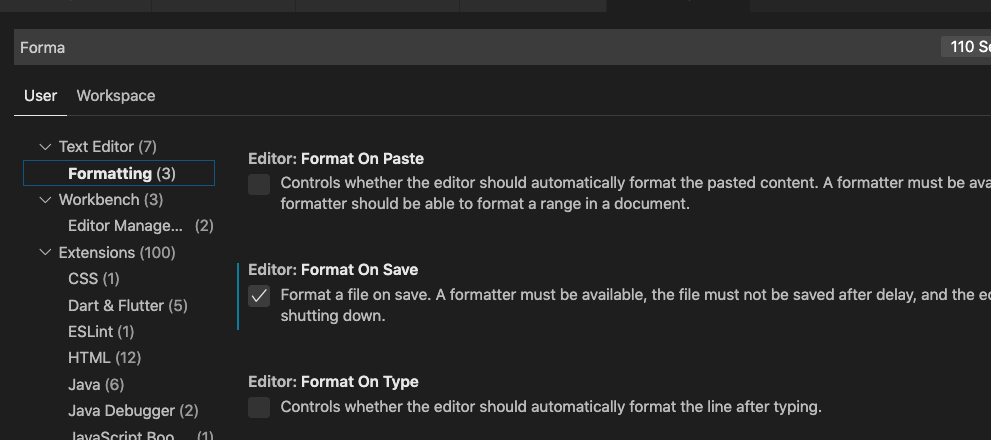 Forma
110 Se
User
Workspace
Text Editor (7)
Formatting (3)
Workbench (3)
Editor Manage... (2)
Extensions (100)
CSS (1)
Dart & Flutter (5)
ESLint (1)
HTML (12)
Java (6)
Java Debugger (2)
JavaScript Boo... (1)
Editor: Format On Paste
Controls whether the editor should automatically format the pasted content. A formatter must be ava
formatter should be able to format a range in a document.
Editor: Format On Save
Format a file on save. A formatter must be available, the file must not be saved after delay, and the ed
shutting down.
Editor: Format On Type
Controls whether the editor should automatically format the line after typing.